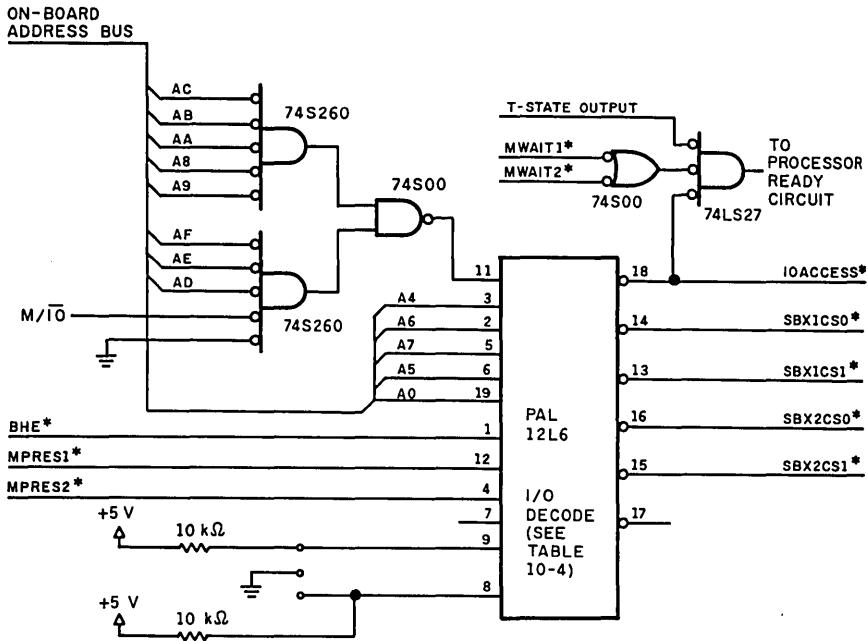 ON-BOARD
ADDRESS BUS
AC
AB
AA
A8
A9
74S260
AF
AE
AD
M/IO
74S260
74S00
T-STATE OUTPUT
MWAIT1*
MWAIT2*
74S00
74LS27
TO
PROCESSOR
READY
CIRCUIT
11
A4
3
A6
2
A7
5
A5
6
A0
19
BHE*
1
MPRES1*
12
MPRES2*
4
7
+5 V
10 kΩ
9
8
+5 V
10 kΩ
PAL
12L6
I/O
DECODE
(SEE
TABLE
10-4)
18
IOACCESS*
14
SBX1CS0*
13
SBX1CS1*
16
SBX2CS0*
15
SBX2CS1*
17